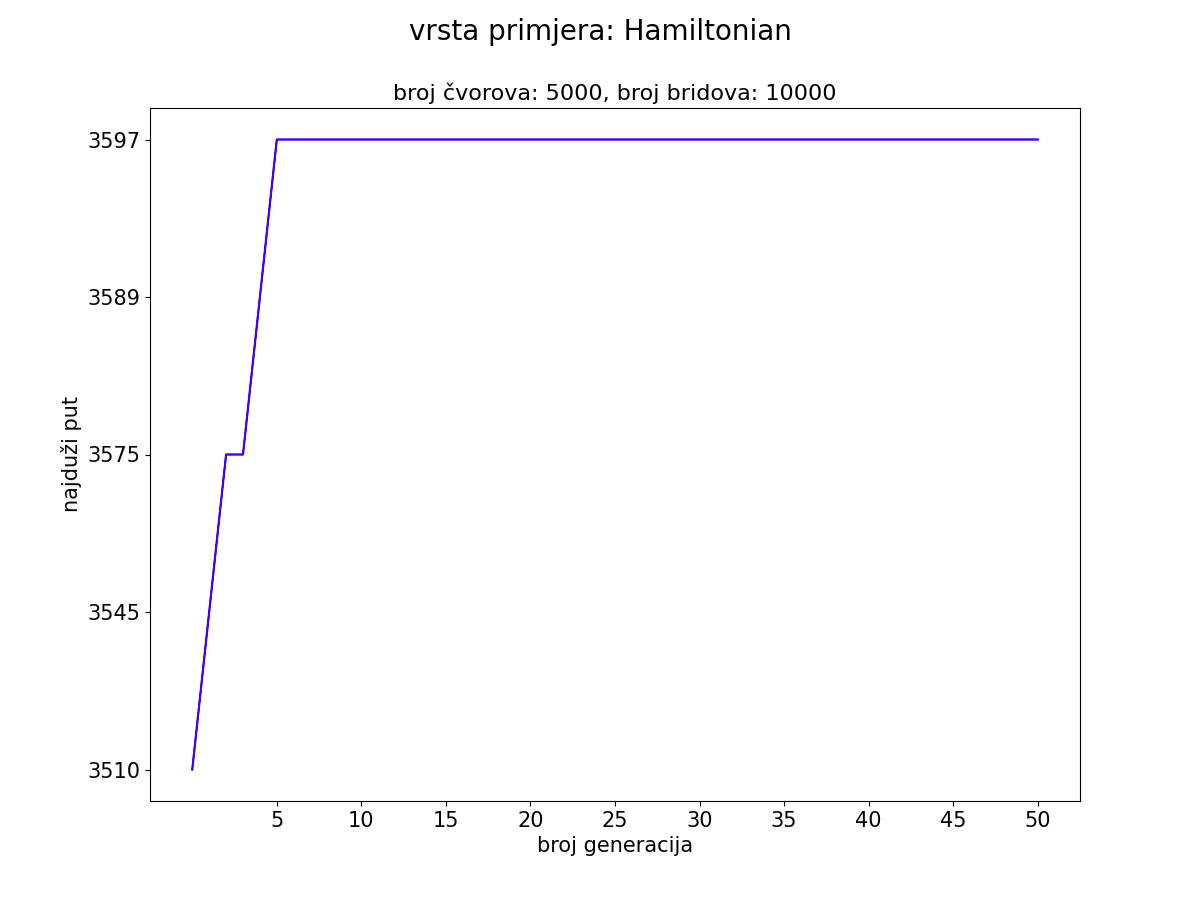 vrsta primjera: Hamiltonian
broj čvorova: 5000, broj bridova: 10000
3597
3589
3575
3545
3510
najduži put
5 10 15 20 25 30 35 40 45 50
broj generacija